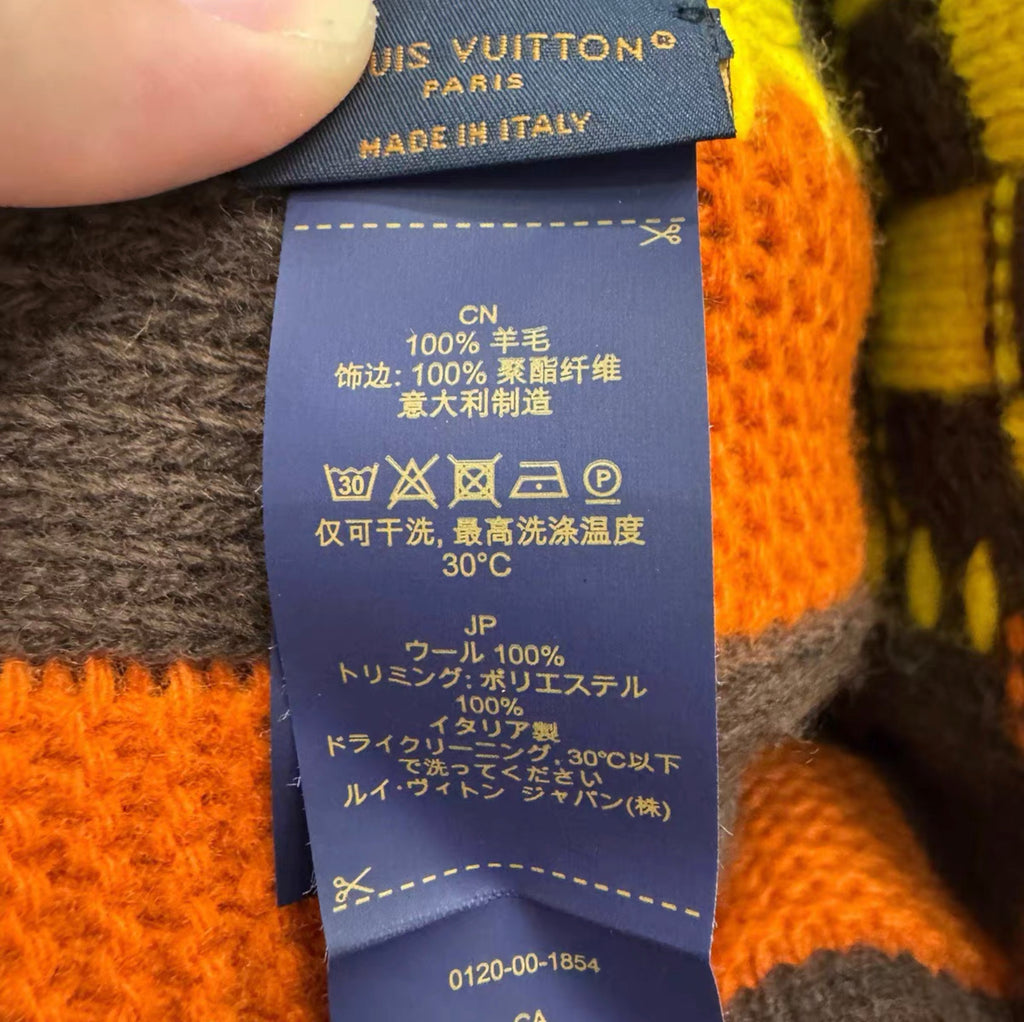 VUITTON®
PARIS
MADE IN ITALY
CN
100% 羊毛
饰边: 100% 聚酯纤维
意大利制造
30 P
仅可干洗, 最高洗涤温度
30°C
JP
ウール 100%
トリミング: ポリエステル
100%
イタリア製
ドライクリーニング, 30°C以下
で洗ってください
ルイ·ヴィトン ジャパン(株)
0120-00-1854
CA